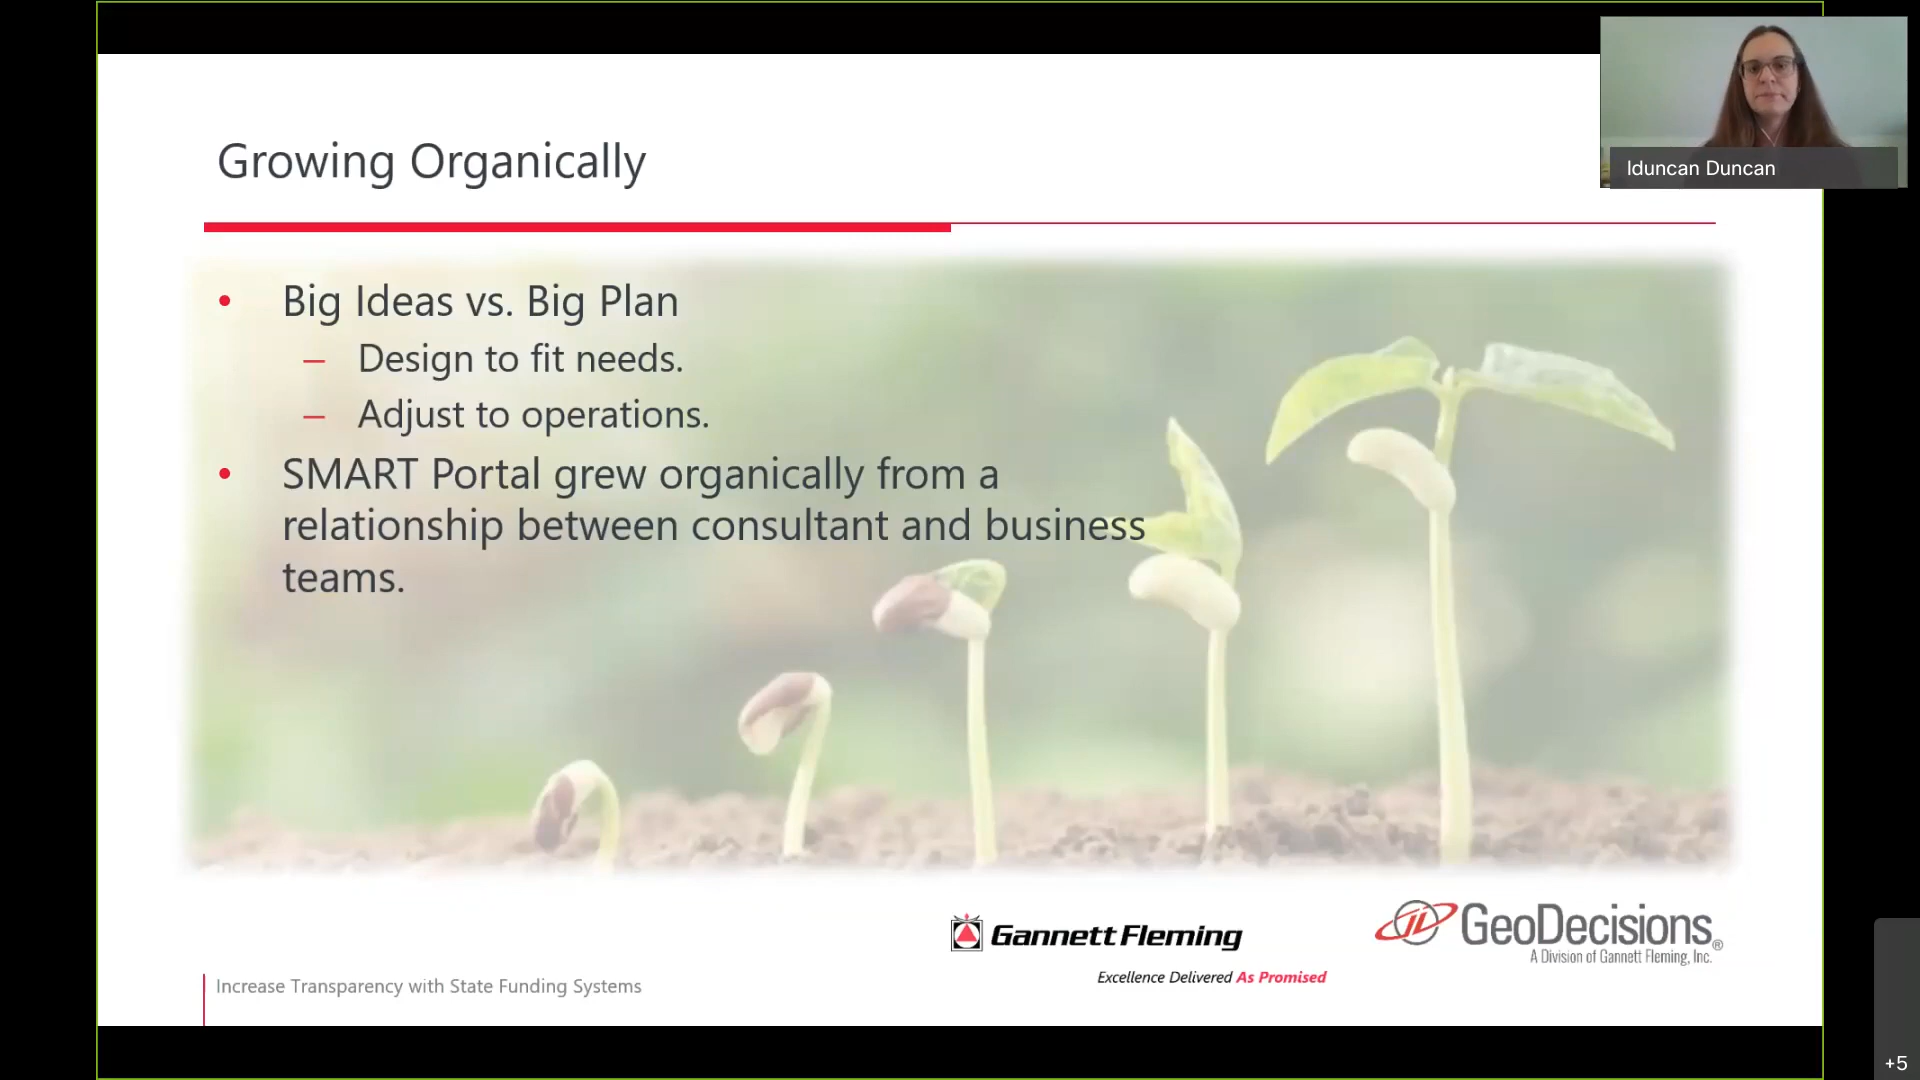 Growing Organically
Iduncan Duncan
• Big Ideas vs. Big Plan
– Design to fit needs.
– Adjust to operations.
• SMART Portal grew organically from a
relationship between consultant and business
teams.
Gannett Fleming
Excellence Delivered As Promised
GeoDecisions®
A Division of Gannett Fleming, Inc.
Increase Transparency with State Funding Systems
+5